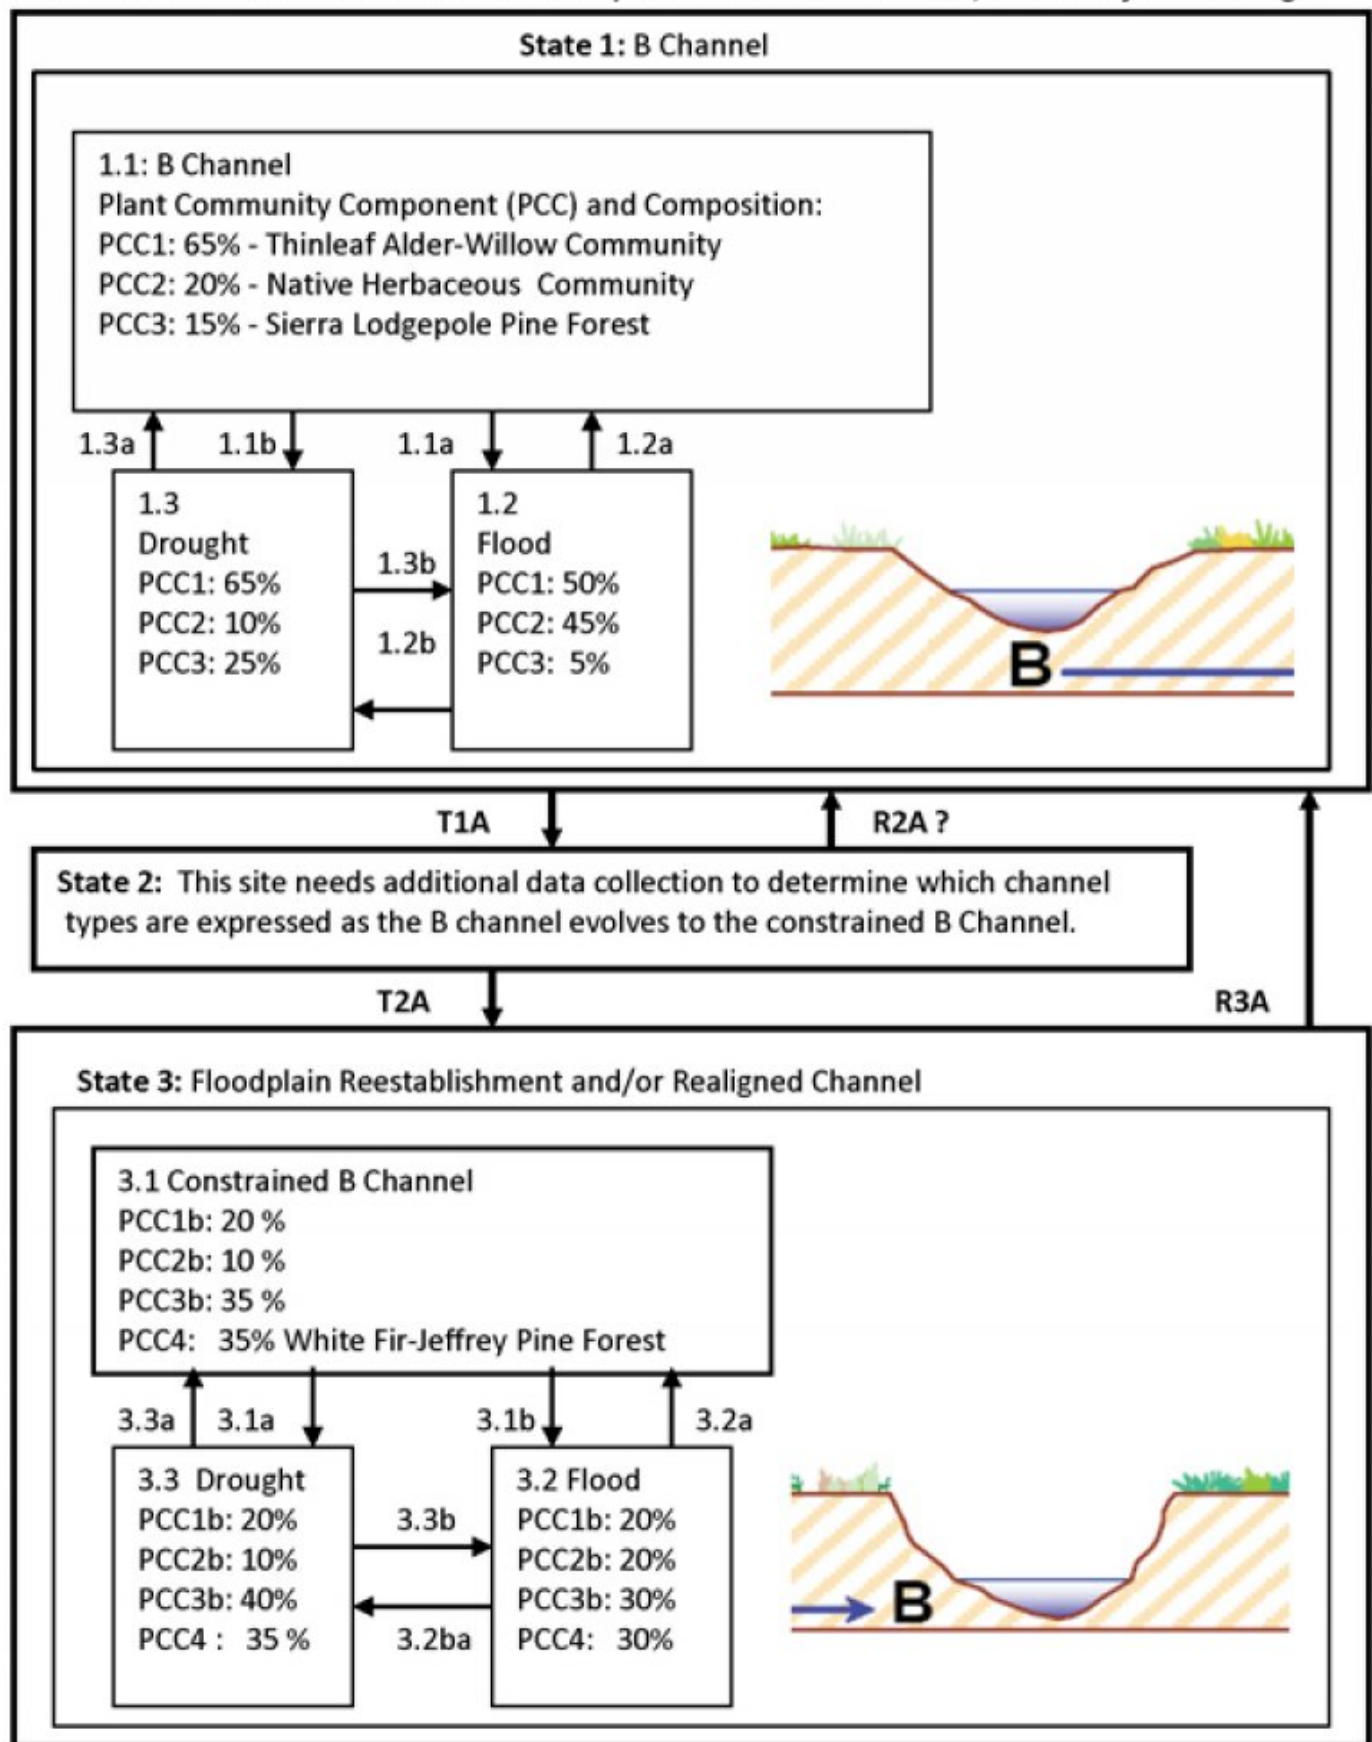 State 1: B Channel
1.1: B Channel
Plant Community Component (PCC) and Composition:
PCC1: 65% - Thinleaf Alder-Willow Community
PCC2: 20% - Native Herbaceous  Community
PCC3: 15% - Sierra Lodgepole Pine Forest
1.3a
1.1b
1.1a
1.2a
1.3
Drought
PCC1: 65%
PCC2: 10%
PCC3: 25%
1.3b
1.2b
1.2
Flood
PCC1: 50%
PCC2: 45%
PCC3:  5%
B
T1A
R2A ?
State 2:  This site needs additional data collection to determine which channel
types are expressed as the B channel evolves to the constrained B Channel.
T2A
R3A
State 3: Floodplain Reestablishment and/or Realigned Channel
3.1 Constrained B Channel
PCC1b: 20 %
PCC2b: 10 %
PCC3b: 35 %
PCC4:   35% White Fir-Jeffrey Pine Forest
3.3a
3.1a
3.1b
3.2a
3.3  Drought
PCC1b: 20%
PCC2b: 10%
PCC3b: 40%
PCC4 :   35 %
3.3b
3.2ba
3.2 Flood
PCC1b: 20%
PCC2b: 20%
PCC3b: 30%
PCC4:   30%
B